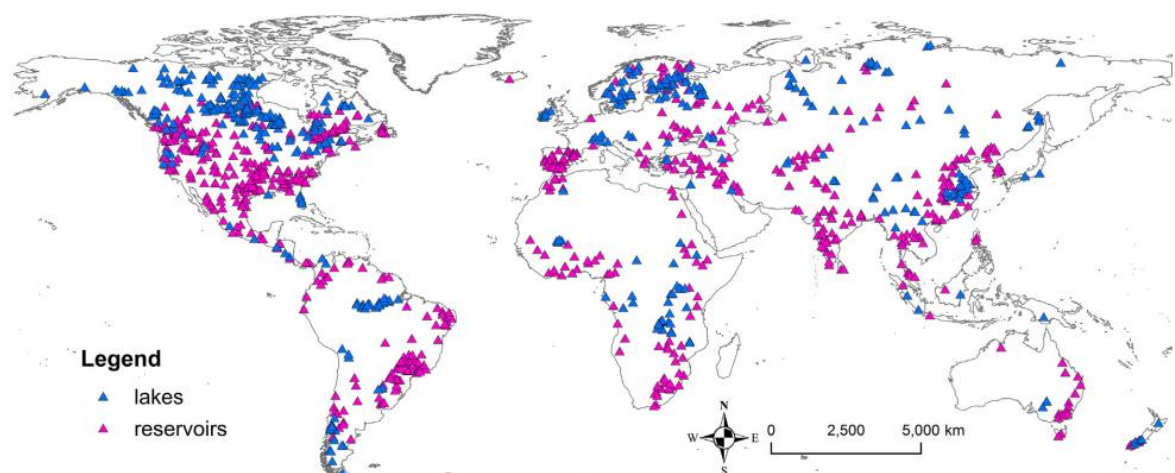 Legend
lakes
reservoirs
N
W E
S
0 2,500 5,000 km